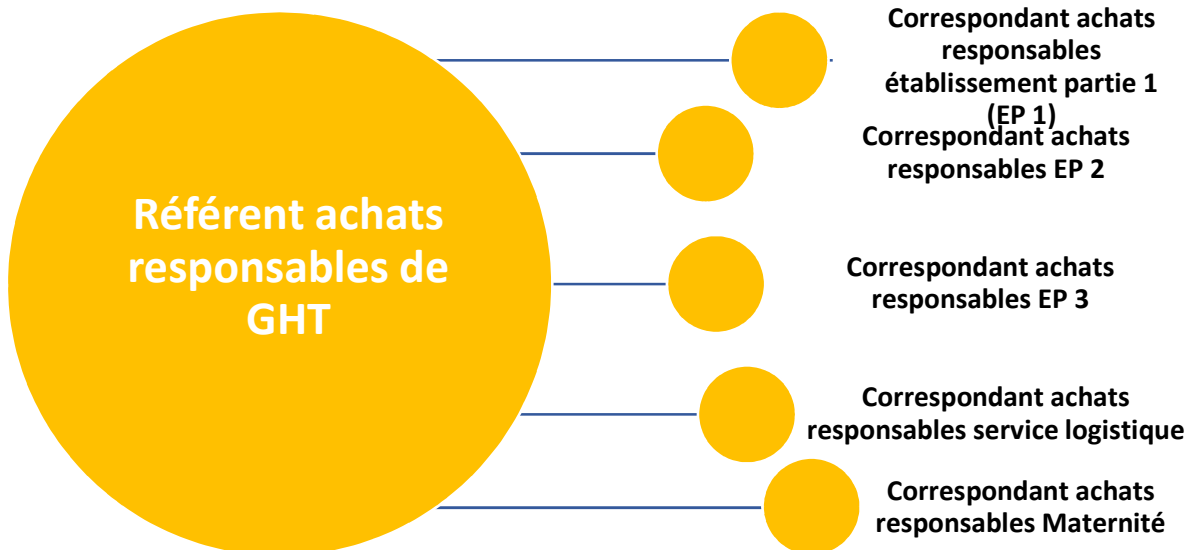 Référent achats
responsables de
GHT
Correspondant achats
responsables
établissement partie 1
(EP 1)
Correspondant achats
responsables EP 2
Correspondant achats
responsables EP 3
Correspondant achats
responsables service logistique
Correspondant achats
responsables Maternité